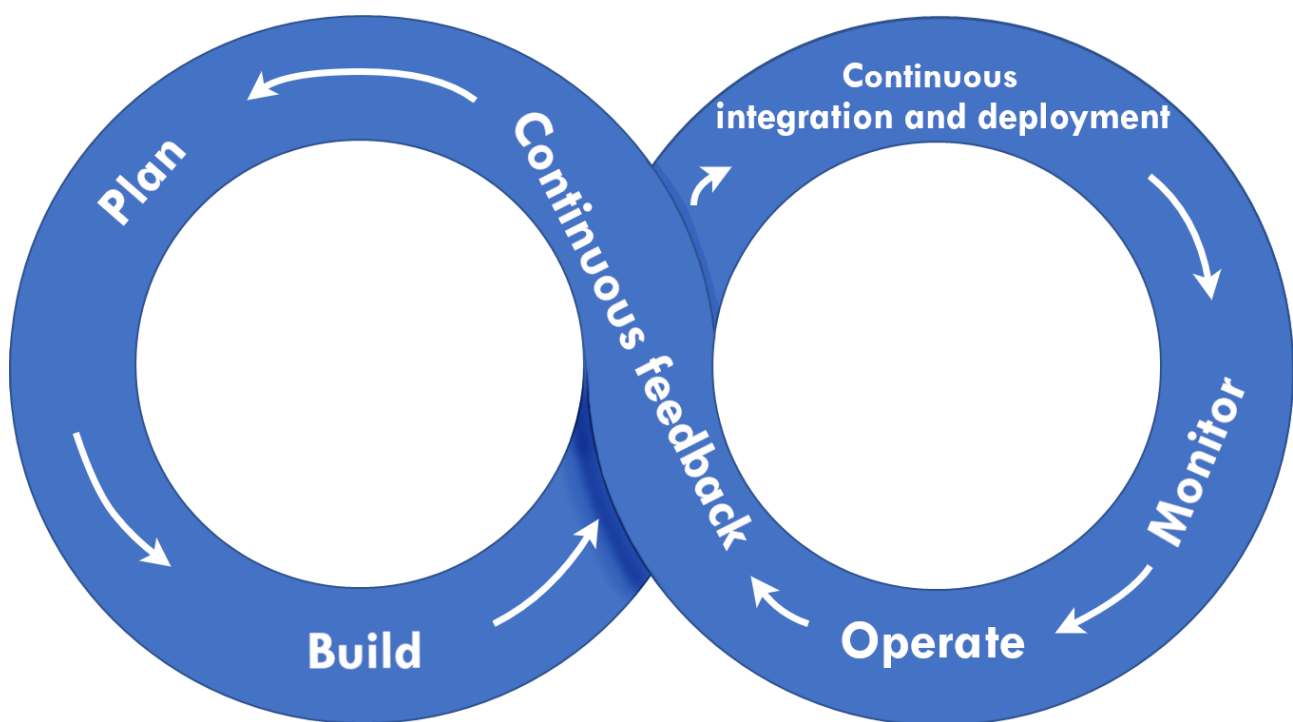 Continuous
integration and deployment
Plan
Continuous feedback
Monitor
Operate
Build